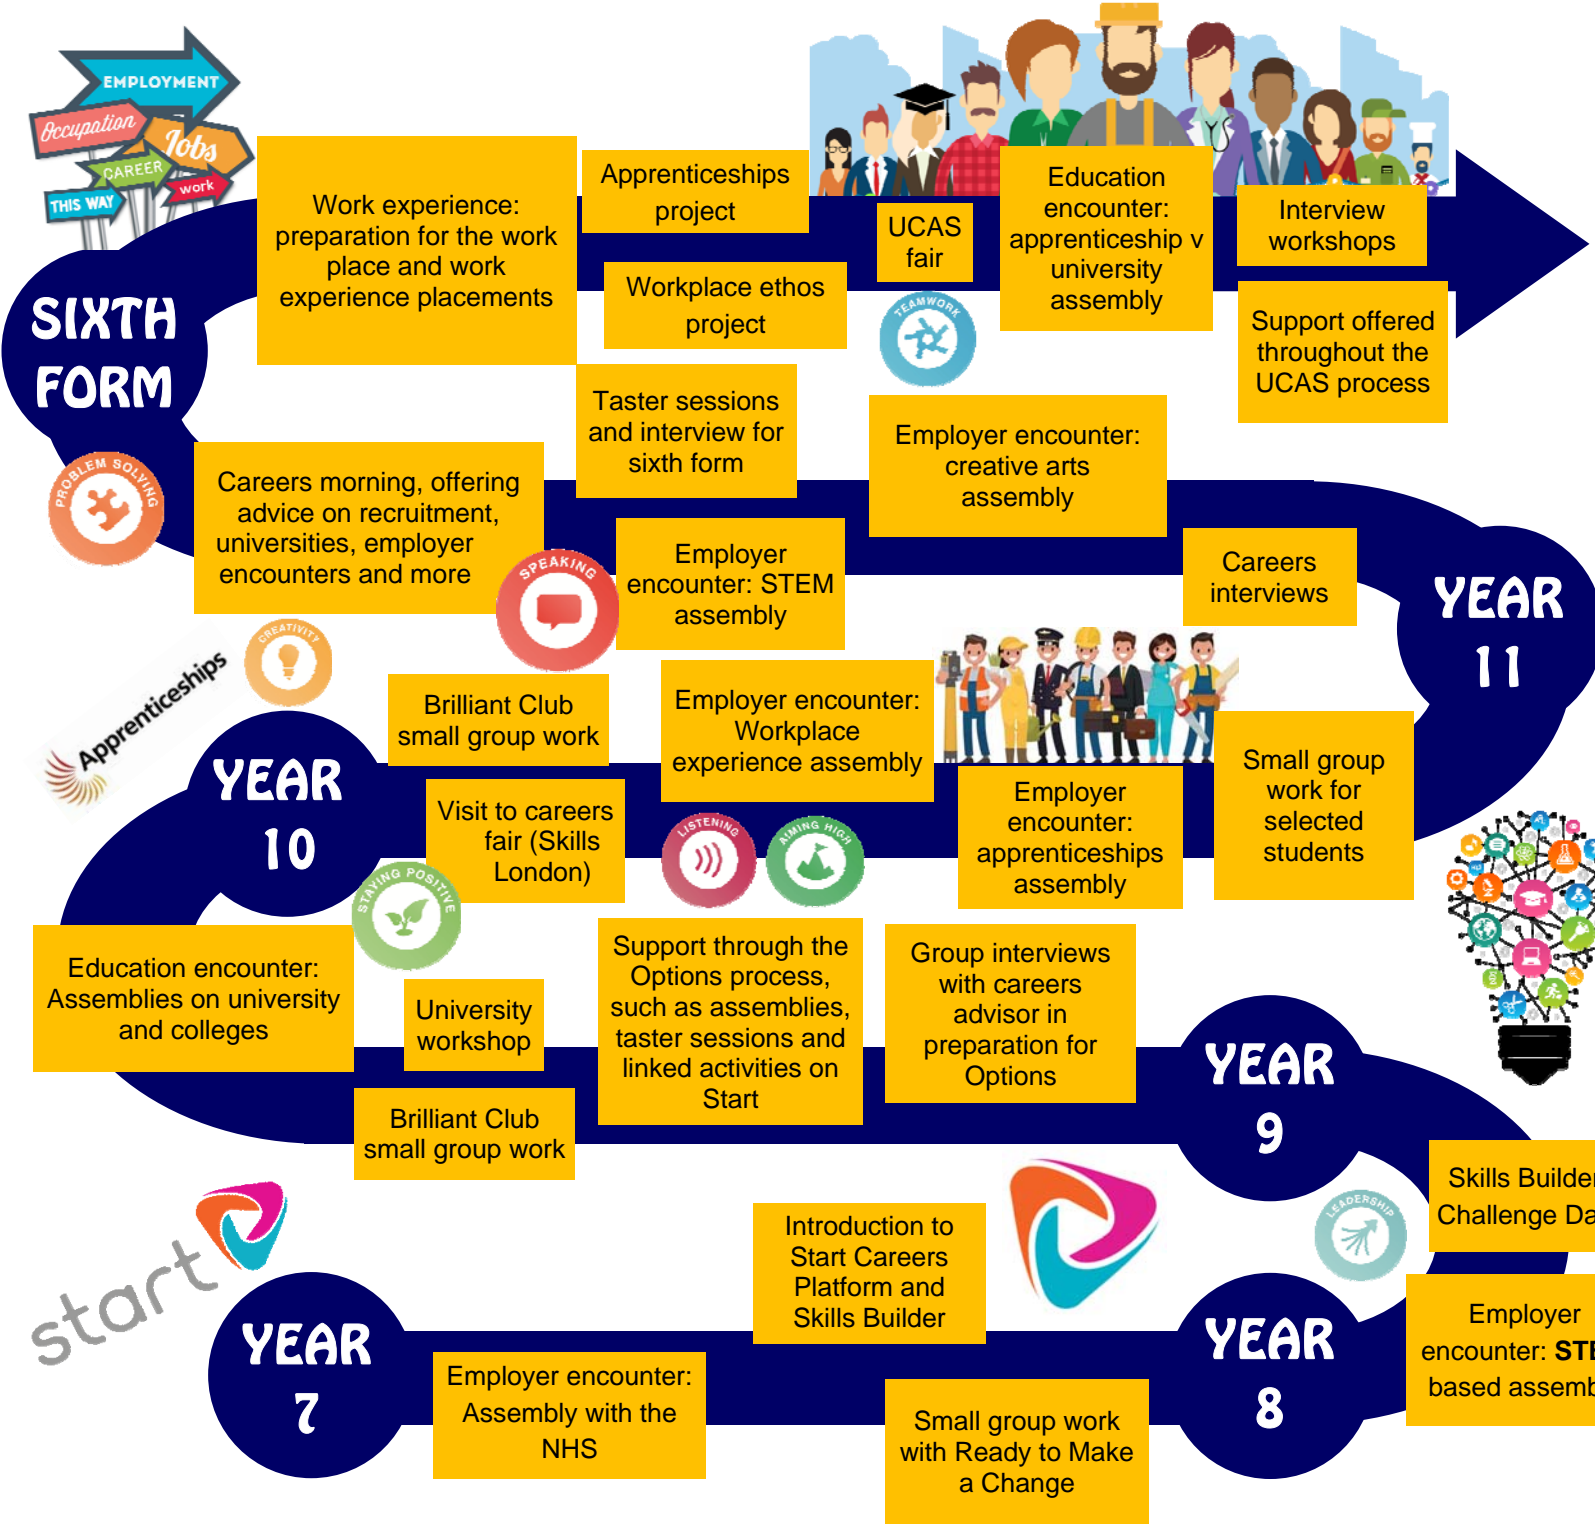 EMPLOYMENT
Occupation
Jobs
CAREER
work
THIS WAY
SIXTH
FORM
Work experience:
preparation for the work
place and work
experience placements
Apprenticeships
project
Workplace ethos
project
UCAS
fair
TEAMWORK
Education
encounter:
apprenticeship v
university
assembly
Interview
workshops
Support offered
throughout the
UCAS process
PROBLEM SOLVING
Careers morning, offering
advice on recruitment,
universities, employer
encounters and more
SPEAKING
Taster sessions
and interview for
sixth form
Employer
encounter: STEM
assembly
Employer encounter:
creative arts
assembly
Careers
interviews
YEAR
11
Apprenticeships
CREATIVITY
YEAR
10
Brilliant Club
small group work
Visit to careers
fair (Skills
London)
Employer encounter:
Workplace
experience assembly
LISTENING
AIMING HIGH
Employer
encounter:
apprenticeships
assembly
Small group
work for
selected
students
STAYING POSITIVE
Education encounter:
Assemblies on university
and colleges
University
workshop
Brilliant Club
small group work
Support through the
Options process,
such as assemblies,
taster sessions and
linked activities on
Start
Group interviews
with careers
advisor in
preparation for
Options
YEAR
9
LEADERSHIP
Skills Builder
Challenge Da
Employer
encounter: STE
based assemb
start
YEAR
7
Employer encounter:
Assembly with the
NHS
Introduction to
Start Careers
Platform and
Skills Builder
Small group work
with Ready to Make
a Change
YEAR
8